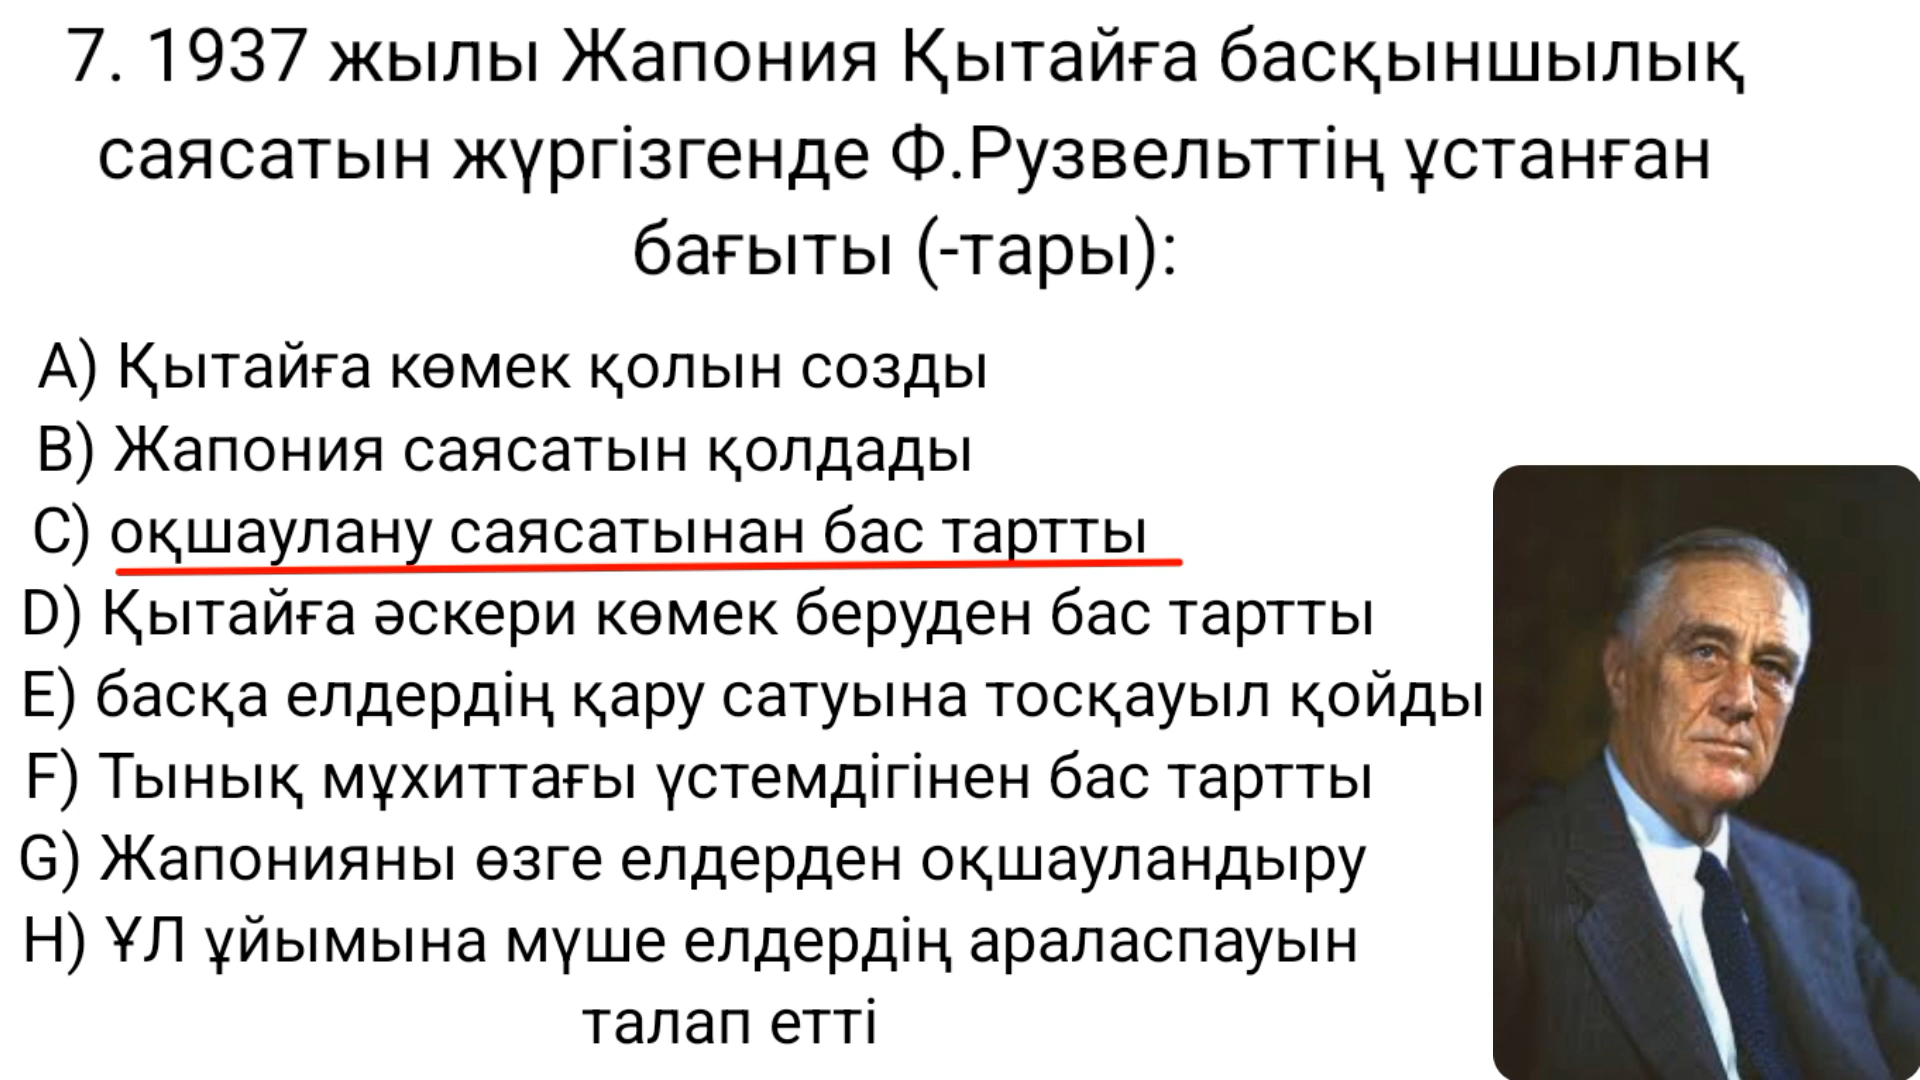 7. 1937 жылы Жапония Қытайға басқыншылық
саясатын жүргізгенде Ф.Рузвельттің ұстанған
бағыты (-тары):
A) Қытайға көмек қолын созды
B) Жапония саясатын қолдады
C) оқшаулану саясатынан бас тартты
D) Қытайға әскери көмек беруден бас тартты
E) басқа елдердің қару сатуына тосқауыл қойды
F) Тынық мұхиттағы үстемдігінен бас тартты
G) Жапонияны өзге елдерден оқшауландыру
H) ҰЛ ұйымына мүше елдердің араласпауын
талап етті